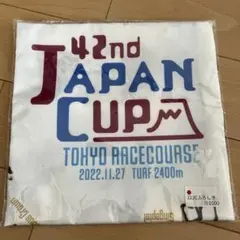 42nd
JAPAN
CUP
TOKYO RACECOURSE
2022.11.27 TURF 2400m